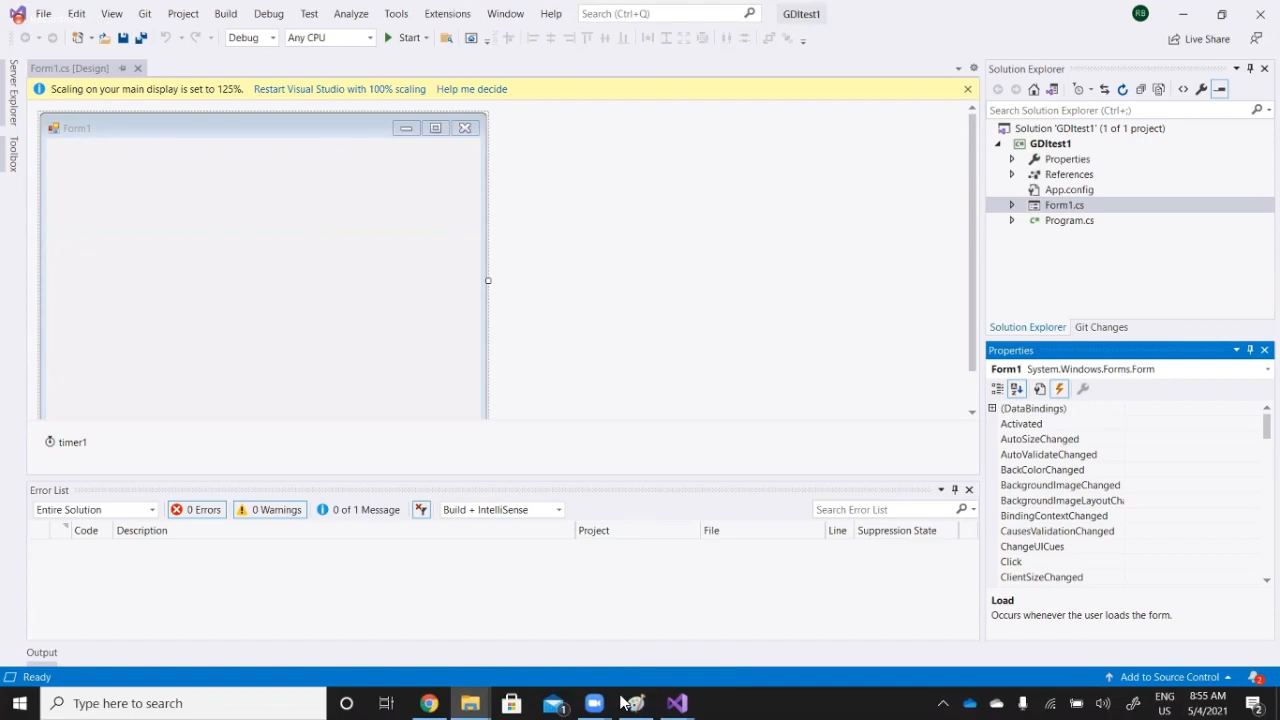 File Edit View Git Project Build Debug Test Analyze Tools Extensions Window Help Search (Ctrl+Q) GDItest1 RB
Debug Any CPU Start Live Share
Server Explorer
Toolbox
Form1.cs [Design]
Scaling on your main display is set to 125%. Restart Visual Studio with 100% scaling Help me decide
Form1
timer1
Error List
Entire Solution 0 Errors 0 Warnings 0 of 1 Message Build + IntelliSense Search Error List
Code Description Project File Line Suppression State
Output
Solution Explorer
Search Solution Explorer (Ctrl+;)
Solution 'GDItest1' (1 of 1 project)
GDItest1
Properties
References
App.config
Form1.cs
Program.cs
Solution Explorer Git Changes
Properties
Form1 System.Windows.Forms.Form
(DataBindings)
Activated
AutoSizeChanged
AutoValidateChanged
BackColorChanged
BackgroundImageChanged
BackgroundImageLayoutCha
BindingContextChanged
CausesValidationChanged
ChangeUICues
Click
ClientSizeChanged
Load
Occurs whenever the user loads the form.
Ready Add to Source Control 2
Type here to search 1 ENG US 8:55 AM 5/4/2021 2